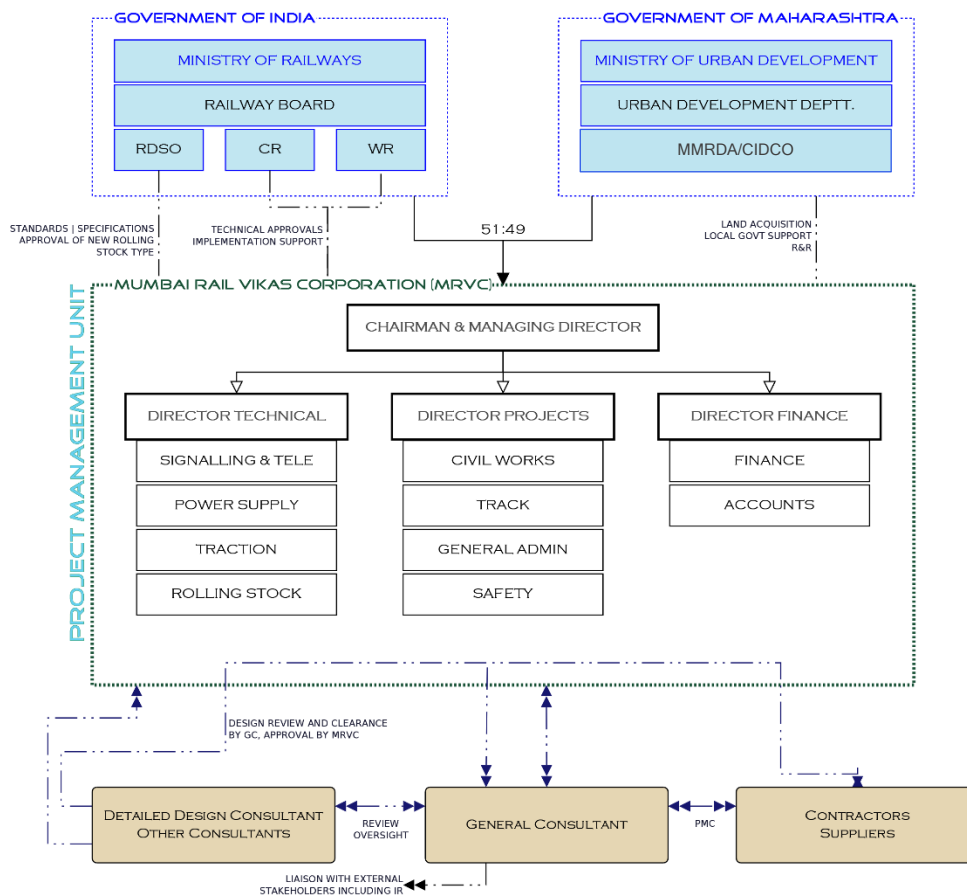 GOVERNMENT OF INDIA
GOVERNMENT OF MAHARASHTRA
MINISTRY OF RAILWAYS
MINISTRY OF URBAN DEVELOPMENT
RAILWAY BOARD
URBAN DEVELOPMENT DEPTT.
RDSO
CR
WR
MMRDA/CIDCO
STANDARDS | SPECIFICATIONS
APPROVAL OF NEW ROLLING
STOCK TYPE
TECHNICAL APPROVALS
IMPLEMENTATION SUPPORT
51:49
LAND ACQUISITION
LOCAL GOVT SUPPORT
R&R
MUMBAI RAIL VIKAS CORPORATION (MRVC)
PROJECT MANAGEMENT UNIT
CHAIRMAN & MANAGING DIRECTOR
DIRECTOR TECHNICAL
DIRECTOR PROJECTS
DIRECTOR FINANCE
SIGNALLING & TELE
CIVIL WORKS
FINANCE
POWER SUPPLY
TRACK
ACCOUNTS
TRACTION
GENERAL ADMIN
ROLLING STOCK
SAFETY
DESIGN REVIEW AND CLEARANCE
BY GC, APPROVAL BY MRVC
DETAILED DESIGN CONSULTANT
OTHER CONSULTANTS
REVIEW
OVERSIGHT
GENERAL CONSULTANT
PMC
CONTRACTORS
SUPPLIERS
LIAISON WITH EXTERNAL
STAKEHOLDERS INCLUDING IR